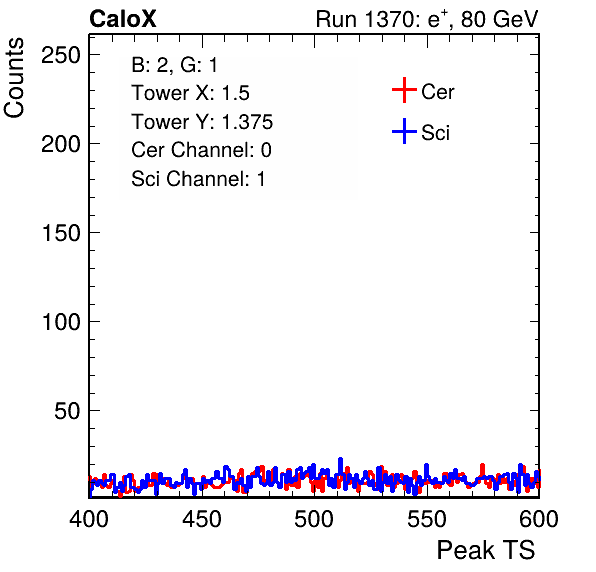 CaloX
Run 1370: e+, 80 GeV
Counts
B: 2, G: 1
Tower X: 1.5
Tower Y: 1.375
Cer Channel: 0
Sci Channel: 1
Cer
Sci
250
200
150
100
50
400 450 500 550 600
Peak TS